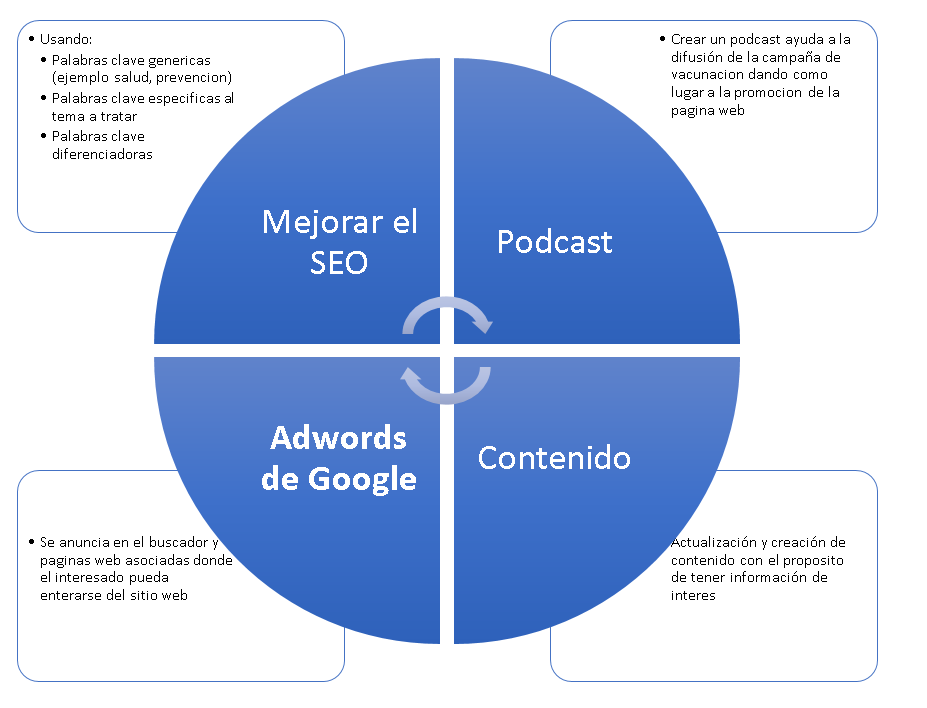 • Usando:
• Palabras clave genericas
(ejemplo salud, prevencion)
• Palabras clave especificas al
tema a tratar
• Palabras clave
diferenciadoras
• Crear un podcast ayuda a la
difusión de la campaña de
vacunacion dando como
lugar a la promocion de la
pagina web
Mejorar el
SEO
Podcast
Adwords
de Google
Contenido
• Se anuncia en el buscador y
paginas web asociadas donde
el interesado pueda
enterarse del sitio web
Actualización y creación de
contenido con el proposito
de tener información de
interes